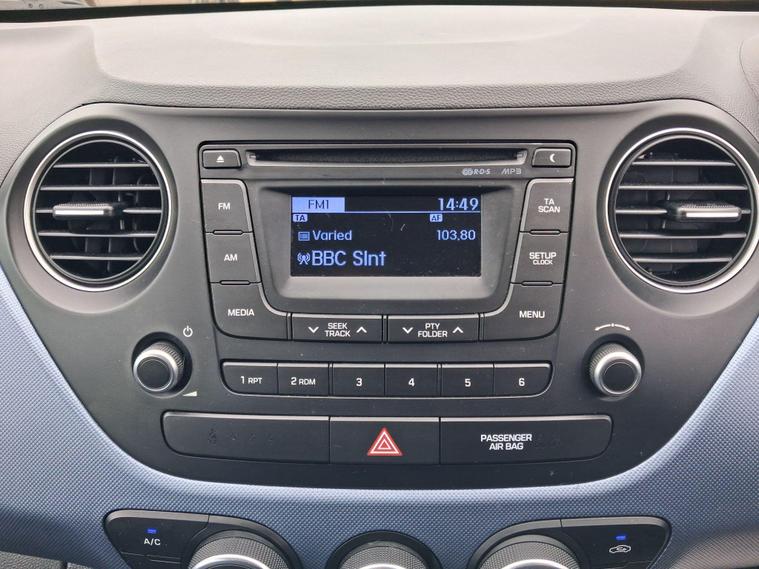 RDS MP3
FM
FM1 14:49
TA AF
TA
SCAN
Varied 103.80
AM
BBC Slnt
SETUP
CLOCK
MEDIA
SEEK
TRACK
PTY
FOLDER
MENU
1 RPT 2 RDM 3 4 5 6
PASSENGER
AIR BAG
A/C